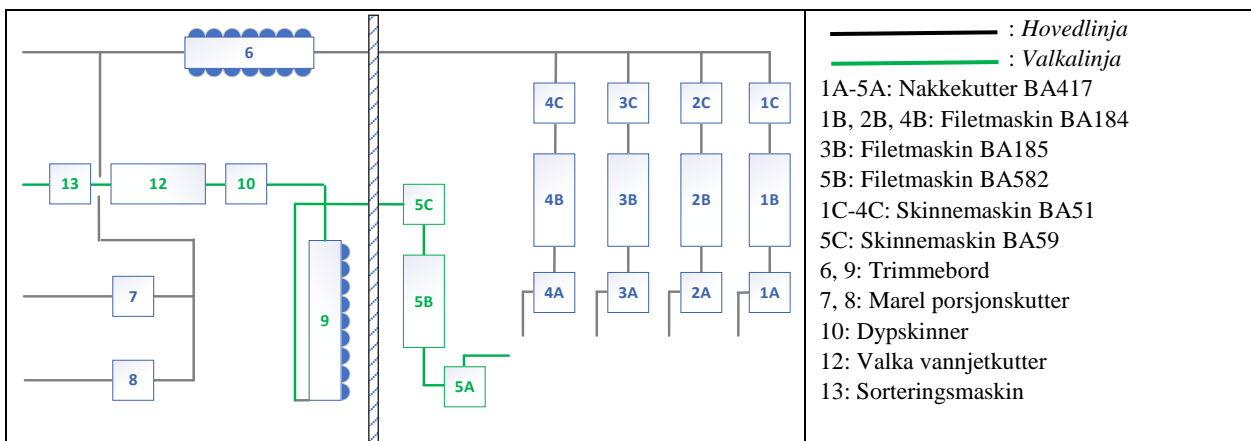 6
4C 3C 2C 1C
13 12 10
5C
4B 3B 2B 1B
7
9
5B
4A 3A 2A 1A
8
5A
: Hovedlinja
: Valkalinja
1A-5A: Nakkekutter BA417
1B, 2B, 4B: Filetmaskin BA184
3B: Filetmaskin BA185
5B: Filetmaskin BA582
1C-4C: Skinnemaskin BA51
5C: Skinnemaskin BA59
6, 9: Trimmebord
7, 8: Marel porsjonskutter
10: Dypskinner
12: Valka vannjetkutter
13: Sorteringsmaskin